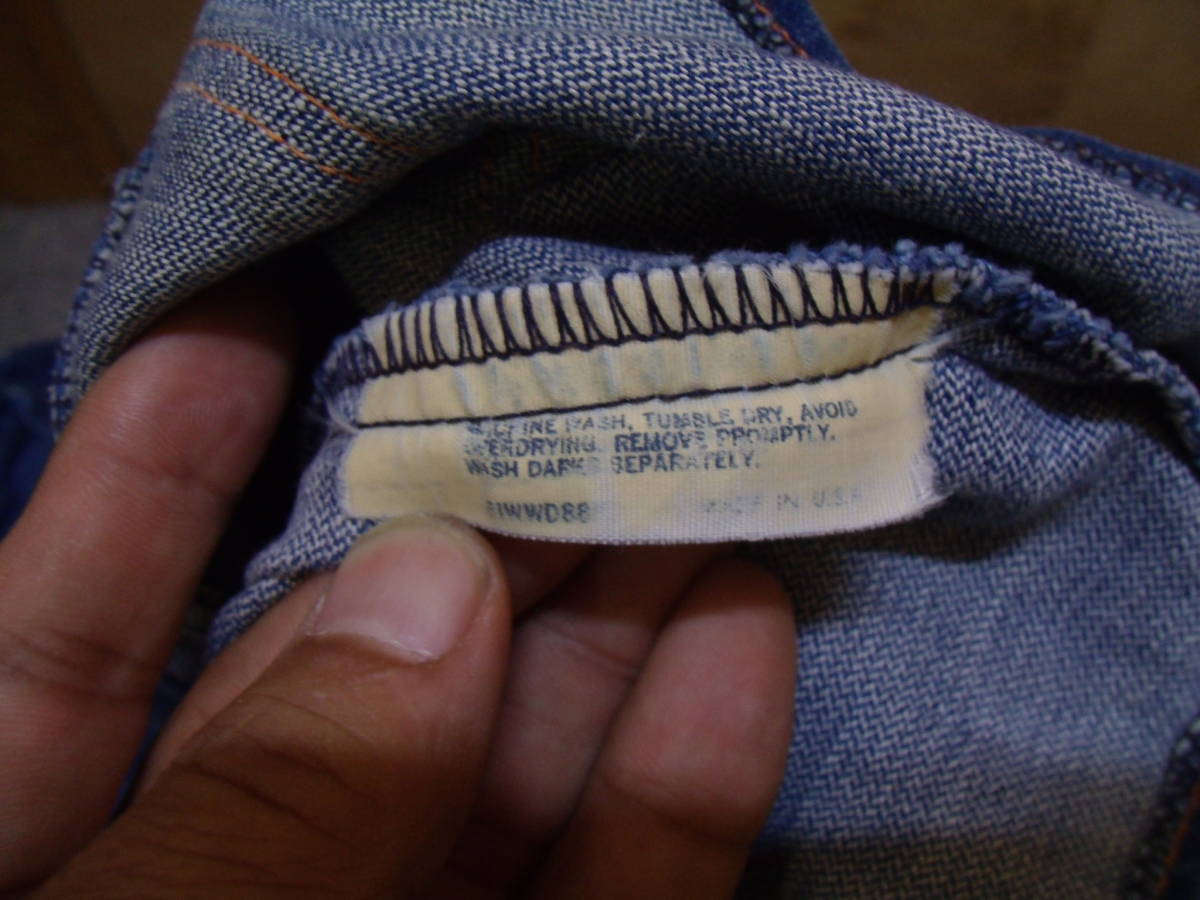 MACHINE WASH, TUMBLE DRY, AVOID
OVERDRYING. REMOVE PROMPTLY.
WASH DARKS SEPARATELY.
MADE IN U.S.A